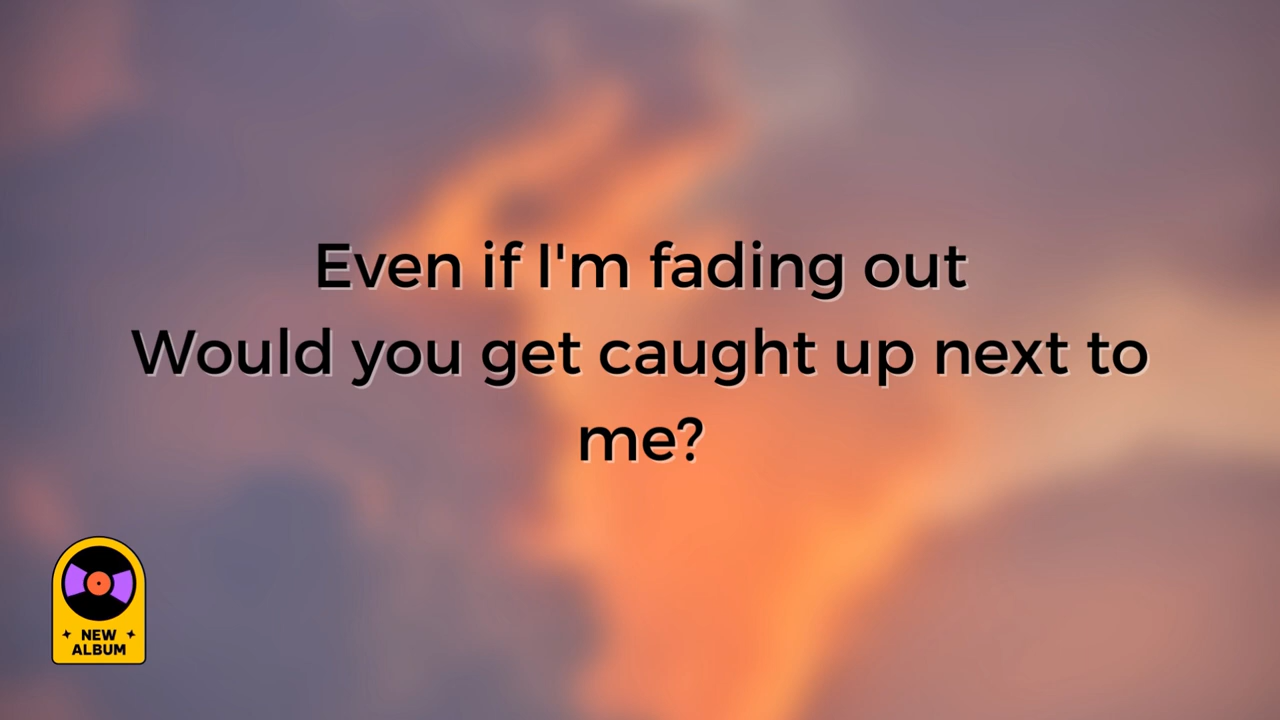 Even if I'm fading out
Would you get caught up next to
me?
NEW
ALBUM